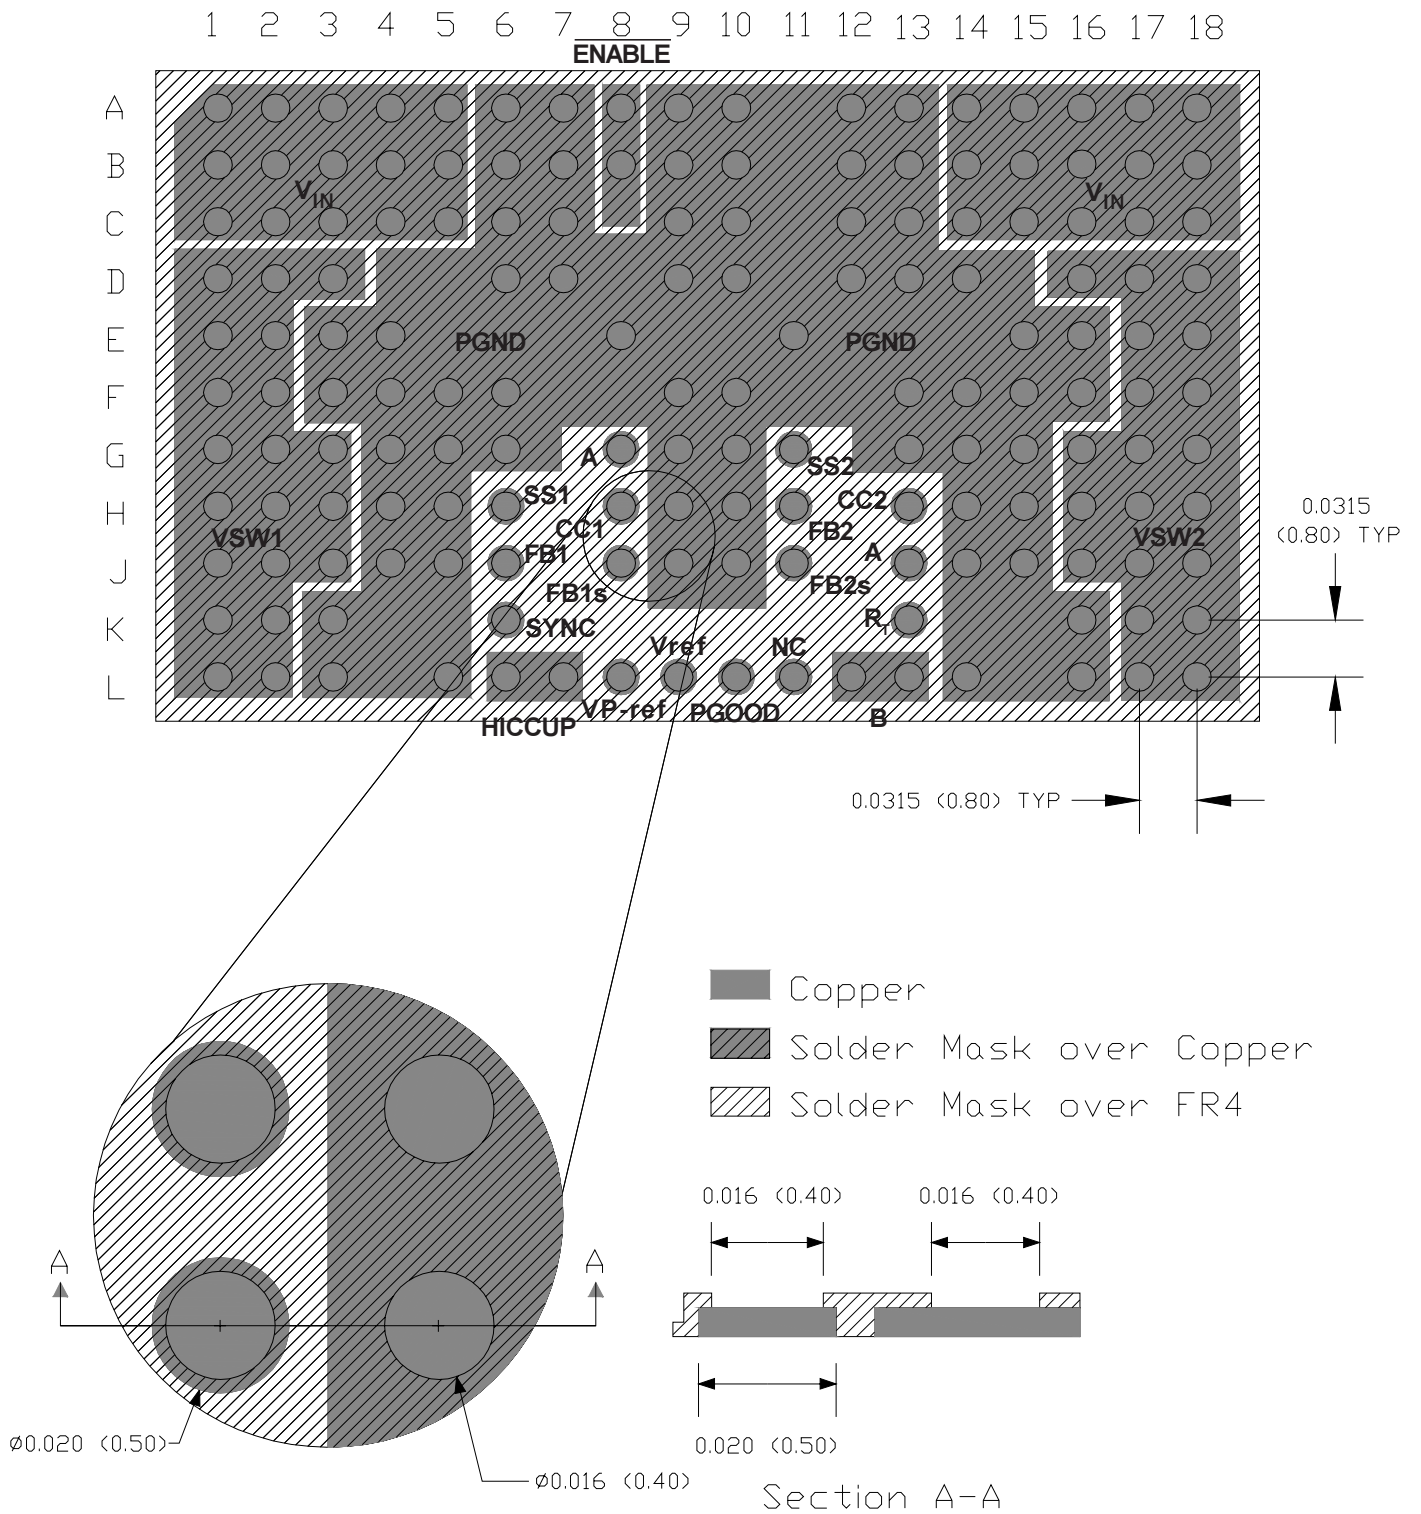 1 2 3 4 5 6 7 8 9 10 11 12 13 14 15 16 17 18
ENABLE
A
B
V_IN V_IN
C
D
E PGND PGND
F
G A SS2
H SS1 CC2
0.0315
(0.80) TYP
CC1 FB2
VSW1 VSW2
J FB1 A
FB1s FB2s
K SYNC R_T
Vref NC
L
VP-ref PGOOD B
HICCUP
0.0315 (0.80) TYP
Copper
Solder Mask over Copper
Solder Mask over FR4
0.016 (0.40) 0.016 (0.40)
A A
Ø0.020 (0.50) 0.020 (0.50)
Ø0.016 (0.40)
Section A-A